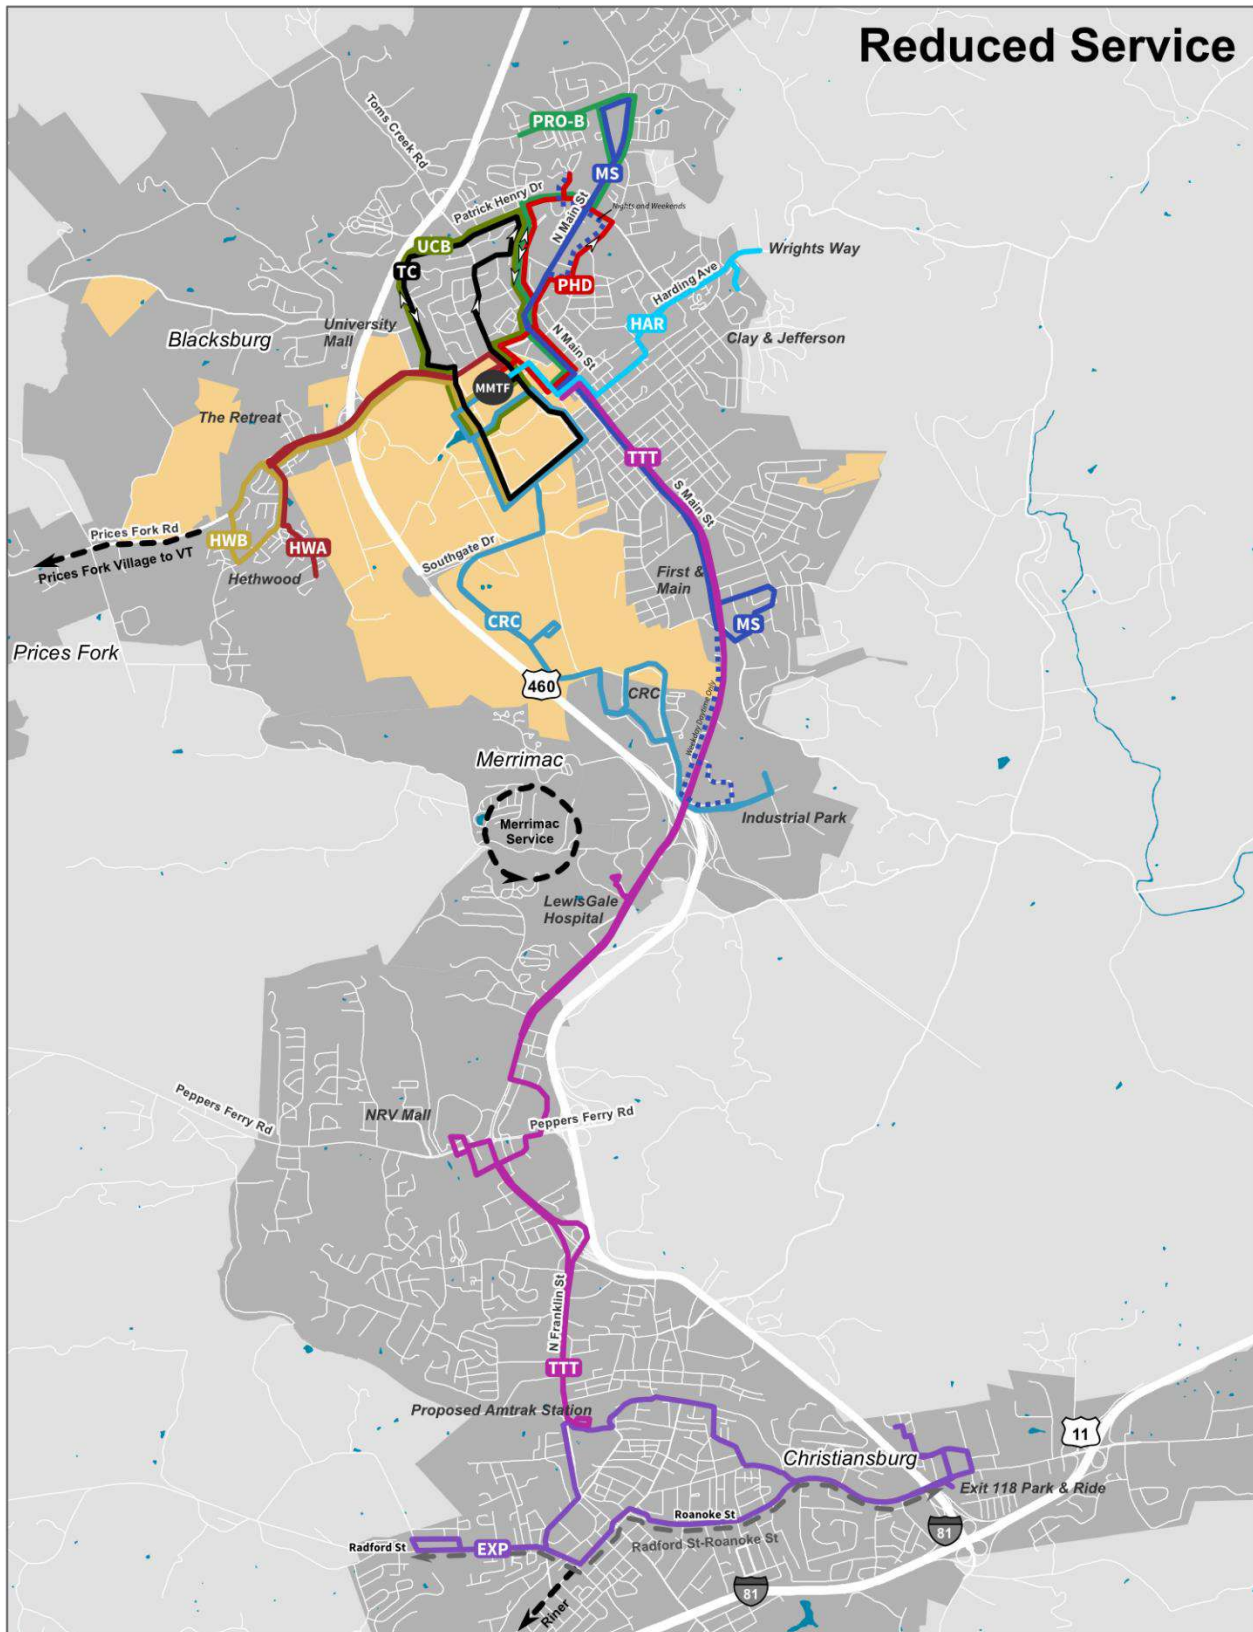 Reduced Service
Toms Creek Rd
PRO-B
MS
Patrick Henry Dr
Nights and Weekends
N Main St
UCB
TC
PHD
Wrights Way
Harding Ave
HAR
University
Mall
Blacksburg
N Main St
Clay & Jefferson
MMTF
The Retreat
TTT
S Main St
Prices Fork Rd
HWB
HWA
Prices Fork Village to VT
Hethwood
Southgate Dr
First &
Main
CRC
MS
Prices Fork
460
CRC
Weekday Daytime Only
Merrimac
Merrimac
Service
Industrial Park
LewisGale
Hospital
Peppers Ferry Rd
NRV Mall
Peppers Ferry Rd
N Franklin St
TTT
Proposed Amtrak Station
11
Christiansburg
Exit 118 Park & Ride
Roanoke St
81
Radford St
EXP
Radford St-Roanoke St
81
Riner